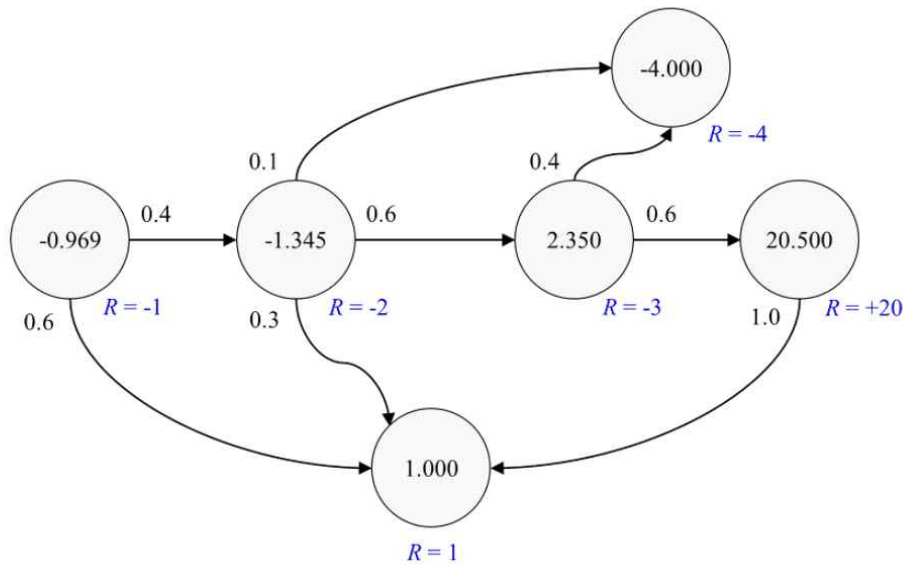 -4.000
R = -4
0.1
0.4
-0.969
0.4
-1.345
0.6
2.350
0.6
20.500
R = -1
R = -2
R = -3
R = +20
0.6
0.3
1.0
1.000
R = 1